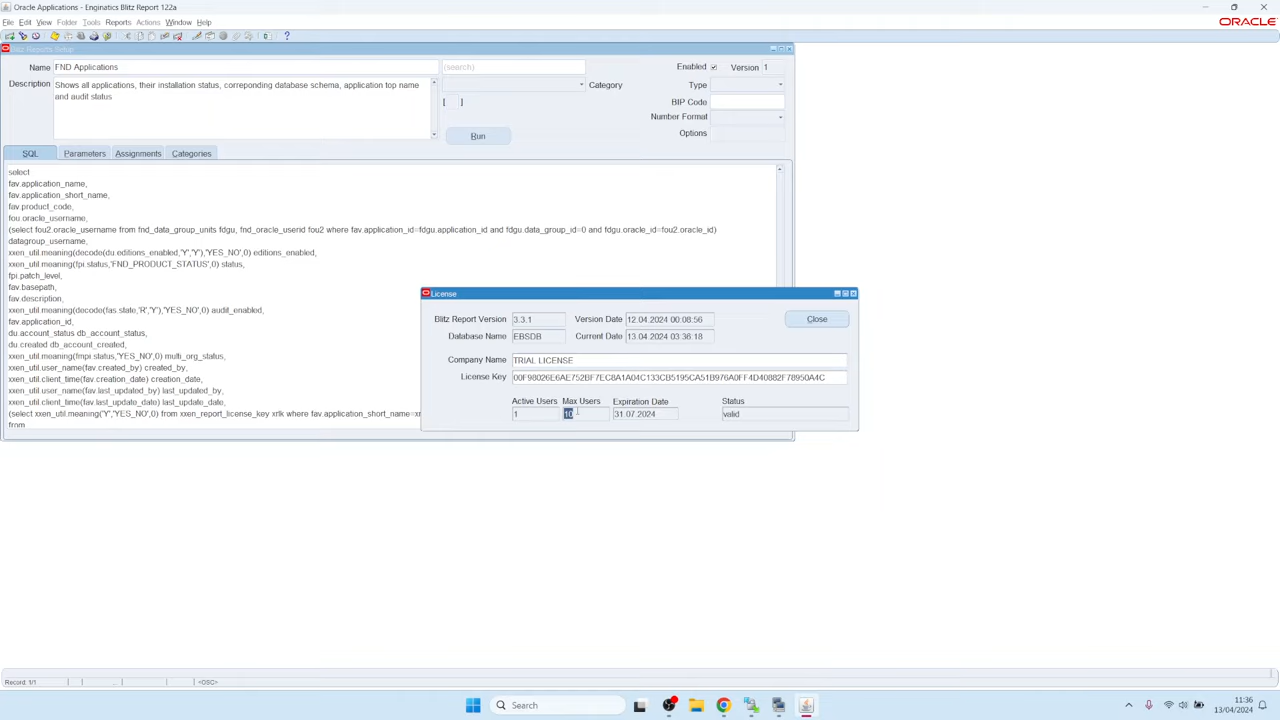 Oracle Applications - Enginatics Blitz Report 122a
File Edit View Folder Tools Reports Actions Window Help
ORACLE
Blitz Reports Setup
Name FND Applications (search) Enabled Version 1
Description Shows all applications, their installation status, correponding database schema, application top name and audit status
Category Type
[ ] BIP Code
Number Format
Options
Run
SQL Parameters Assignments Categories
select
fav.application_name,
fav.application_short_name,
fav.product_code,
fou.oracle_username,
(select fou2.oracle_username from fnd_data_group_units fdgu, fnd_oracle_userid fou2 where fav.application_id=fdgu.application_id and fdgu.data_group_id=0 and fdgu.oracle_id=fou2.oracle_id)
datagroup_username,
xxen_util.meaning(decode(du.editions_enabled,'Y','Y'),'YES_NO',0) editions_enabled,
xxen_util.meaning(fpi.status,'FND_PRODUCT_STATUS',0) status,
fpi.patch_level,
fav.basepath,
fav.description,
xxen_util.meaning(decode(fas.state,'R','Y'),'YES_NO',0) audit_enabled,
fav.application_id,
du.account_status db_account_status,
du.created db_account_created,
xxen_util.meaning(fmpi.status,'YES_NO',0) multi_org_status,
xxen_util.user_name(fav.created_by) created_by,
xxen_util.client_time(fav.creation_date) creation_date,
xxen_util.user_name(fav.last_updated_by) last_updated_by,
xxen_util.client_time(fav.last_update_date) last_update_date,
(select xxen_util.meaning('Y','YES_NO',0) from xxen_report_license_key xrlk where fav.application_short_name=
from
License
Blitz Report Version 3.3.1 Version Date 12.04.2024 00:08:56 Close
Database Name EBSDB Current Date 13.04.2024 03:36:18
Company Name TRIAL LICENSE
License Key 00F98026E6AE752BF7EC8A1A04C133CB5195CA51B976A0FF4D40882F78950A4C
Active Users Max Users Expiration Date Status
1 10 31.07.2024 valid
Record: 1/1 ... <OSC>
Search
11:36
13/04/2024